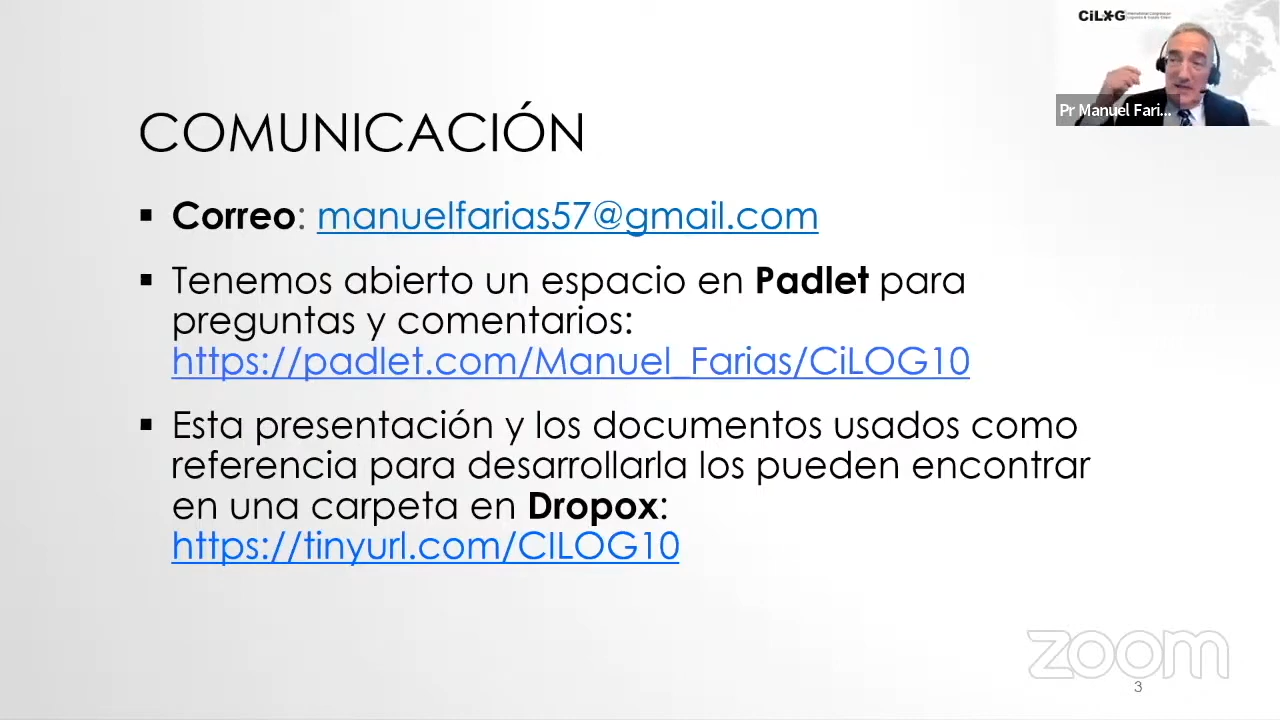 CiLOG
COMUNICACIÓN
Pr Manuel Fari...
▪ Correo: manuelfarias57@gmail.com
▪ Tenemos abierto un espacio en Padlet para
preguntas y comentarios:
https://padlet.com/Manuel_Farias/CiLOG10
▪ Esta presentación y los documentos usados como
referencia para desarrollarla los pueden encontrar
en una carpeta en Dropox:
https://tinyurl.com/CILOG10
zoom
3